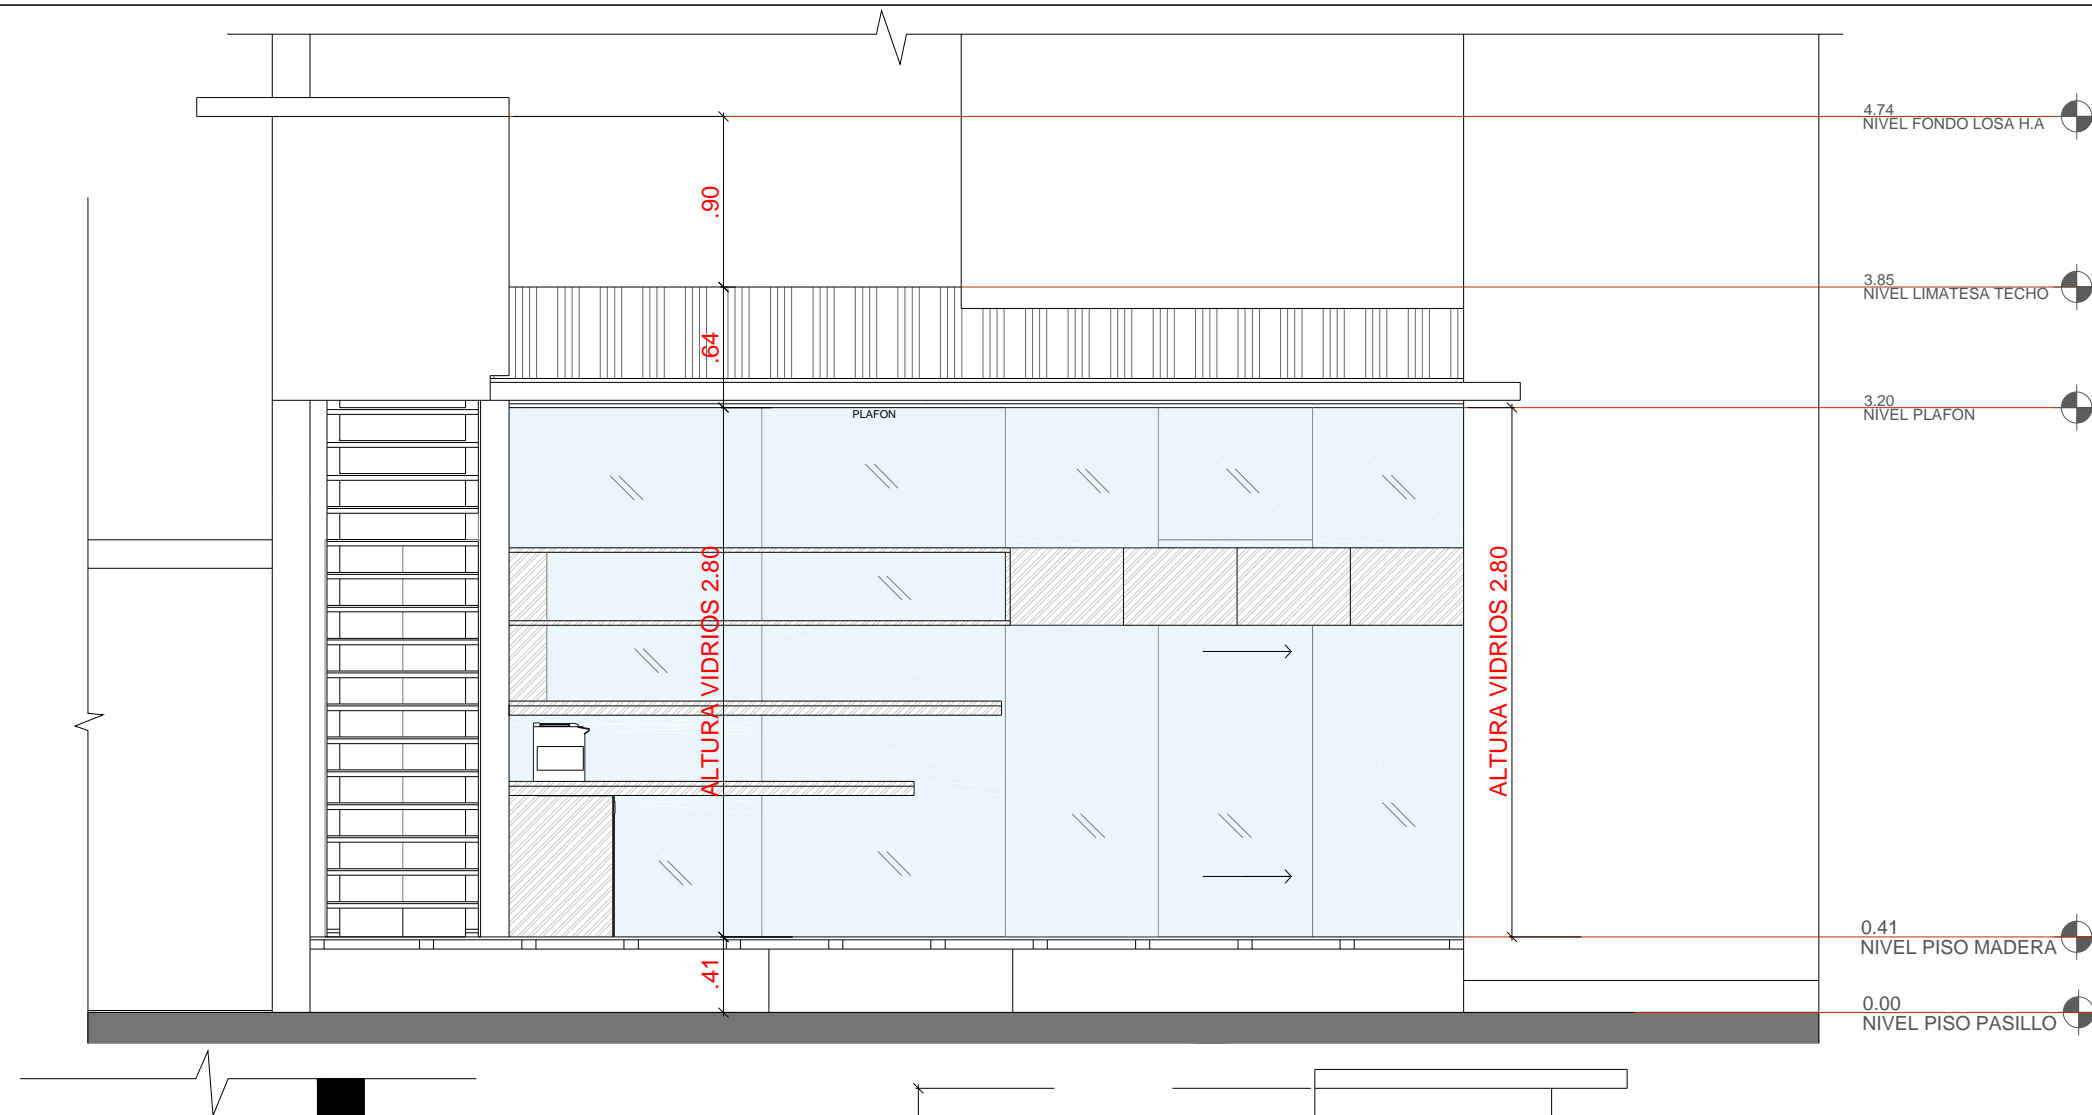 4.74
NIVEL FONDO LOSA H.A
.90
3.85
NIVEL LIMATESA TECHO
.64
3.20
NIVEL PLAFON
PLAFON
ALTURA VIDRIOS 2.80
ALTURA VIDRIOS 2.80
0.41
NIVEL PISO MADERA
.41
0.00
NIVEL PISO PASILLO